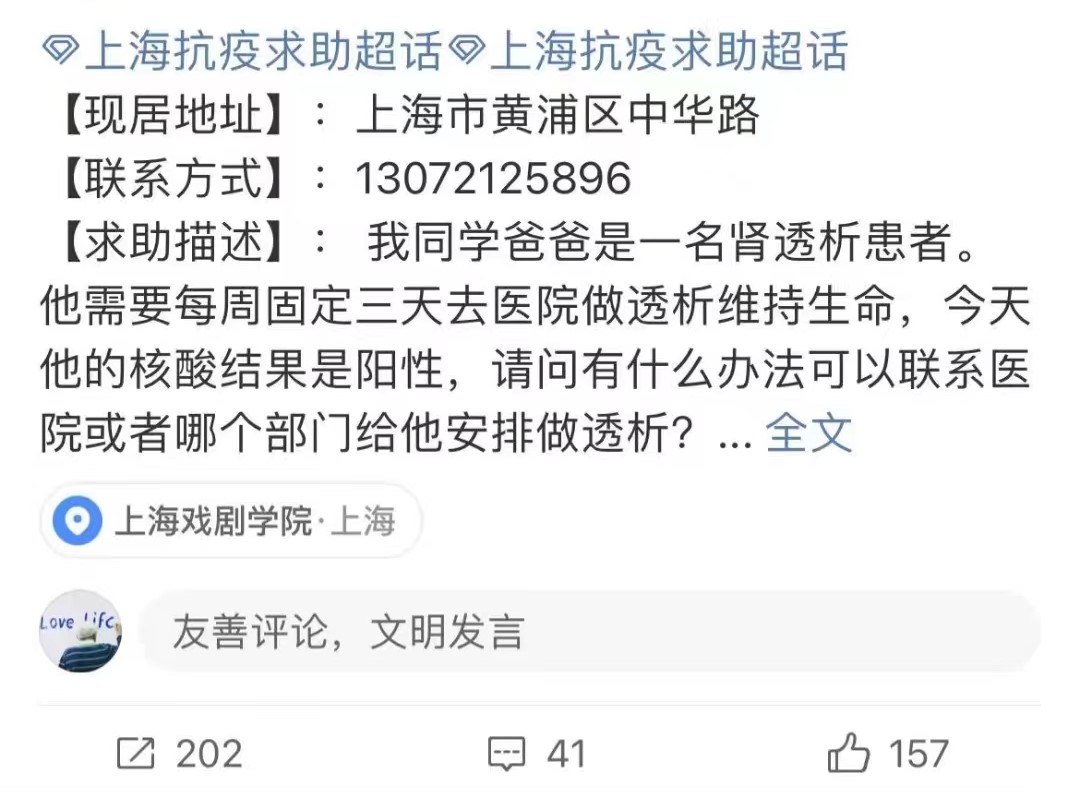 上海抗疫求助超话上海抗疫求助超话
【现居地址】：上海市黄浦区中华路
【联系方式】：13072125896
【求助描述】： 我同学爸爸是一名肾透析患者。
他需要每周固定三天去医院做透析维持生命，今天
他的核酸结果是阳性，请问有什么办法可以联系医
院或者哪个部门给他安排做透析？... 全文
上海戏剧学院·上海
Love life
友善评论，文明发言
202 41 157